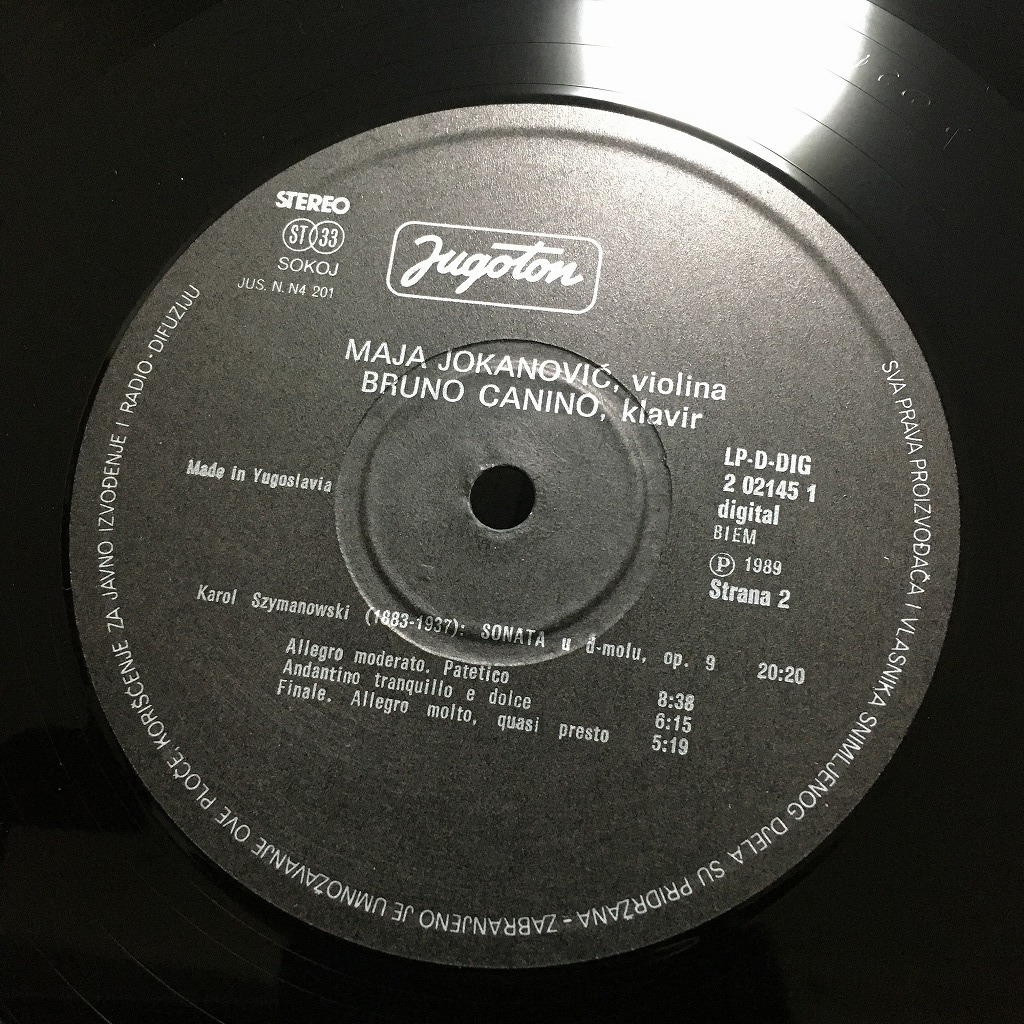 STEREO
ST 33
SOKOJ
JUS. N. N4 201
Jugoton
MAJA JOKANOVIĆ, violina
BRUNO CANINO, klavir
Made in Yugoslavia
LP-D-DIG
2 02145 1
digital
BIEM
Ⓟ 1989
Strana 2
Karol Szymanowski (1883-1937): SONATA u d-molu, op. 9 20:20
Allegro moderato. Patetico 8:38
Andantino tranquillo e dolce 6:15
Finale. Allegro molto, quasi presto 5:19
SVA PRAVA PROIZVOĐAČA I VLASNIKA SNIMLJENOG DJELA SU PRIDRZANA - ZABRANJENO JE UMNOŽAVANJE OVE PLOČE, KORIŠĆENJE ZA JAVNO IZVOĐENJE I RADIO-DIFUZIJU